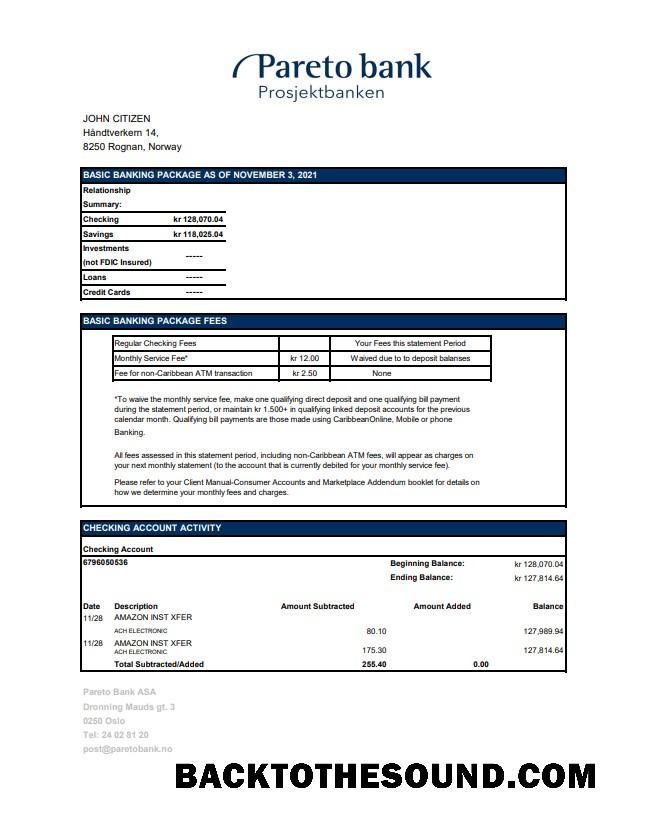 Pareto bank
Prosjektbanken
JOHN CITIZEN
Håndtverkern 14,
8250 Rognan, Norway
BASIC BANKING PACKAGE AS OF NOVEMBER 3, 2021
Relationship
Summary:
Checking kr 128,070.04
Savings kr 118,025.04
Investments
(not FDIC Insured) -----
Loans -----
Credit Cards -----
BASIC BANKING PACKAGE FEES
Regular Checking Fees Your Fees this statement Period
Monthly Service Fee* kr 12.00 Waived due to to deposit balanses
Fee for non-Caribbean ATM transaction kr 2.50 None
*To waive the monthly service fee, make one qualifying direct deposit and one qualifying bill payment
during the statement period, or maintain kr 1.500+ in qualifying linked deposit accounts for the previous
calendar month. Qualifying bill payments are those made using CaribbeanOnline, Mobile or phone
Banking.
All fees assessed in this statement period, including non-Caribbean ATM fees, will appear as charges on
your next monthly statement (to the account that is currently debited for your monthly service fee).
Please refer to your Client Manual-Consumer Accounts and Marketplace Addendum booklet for details on
how we determine your monthly fees and charges.
CHECKING ACCOUNT ACTIVITY
Checking Account
6796050536 Beginning Balance: kr 128,070.04
Ending Balance: kr 127,814.64
Date Description Amount Subtracted Amount Added Balance
11/28 AMAZON INST XFER
ACH ELECTRONIC 80.10 127,989.94
11/28 AMAZON INST XFER
ACH ELECTRONIC 175.30 127,814.64
Total Subtracted/Added 255.40 0.00
Pareto Bank ASA
Dronning Mauds gt. 3
0250 Oslo
Tel: 24 02 81 20
post@paretobank.no
BACKTOTHESOUND.COM